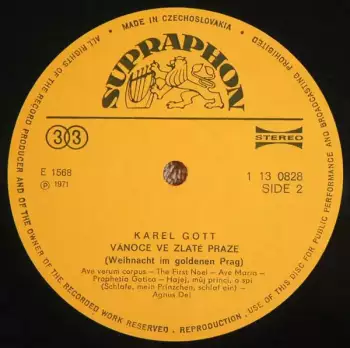 MADE IN CZECHOSLOVAKIA
ALL RIGHTS OF THE RECORD PRODUCER AND OF THE OWNER OF THE RECORDED WORK RESERVED . REPRODUCTION . USE OF THIS DISC FOR PUBLIC PERFORMANCE AND BROADCASTING PROHIBITED
SUPRAPHON
33
STEREO
E 1568
℗ 1971
1 13 0828
SIDE 2
KAREL GOTT
VÁNOCE VE ZLATÉ PRAZE
(Weihnacht im goldenen Prag)
Ave verum corpus – The First Noel – Ave Maria –
Prophetia Gotica – Hajej, můj princi, a spi
(Schlafe, mein Prinzchen, schlaf ein) –
Agnus Dei